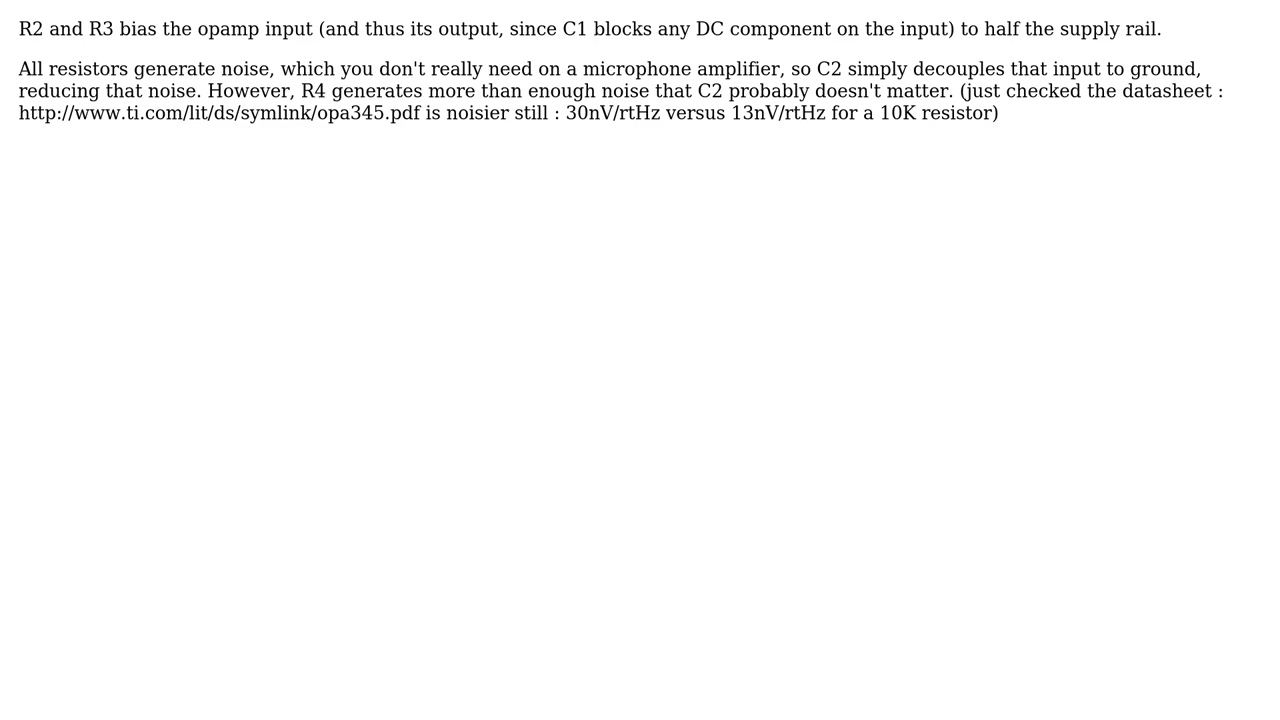 R2 and R3 bias the opamp input (and thus its output, since C1 blocks any DC component on the input) to half the supply rail.
All resistors generate noise, which you don't really need on a microphone amplifier, so C2 simply decouples that input to ground,
reducing that noise. However, R4 generates more than enough noise that C2 probably doesn't matter. (just checked the datasheet :
http://www.ti.com/lit/ds/symlink/opa345.pdf is noisier still : 30nV/rtHz versus 13nV/rtHz for a 10K resistor)